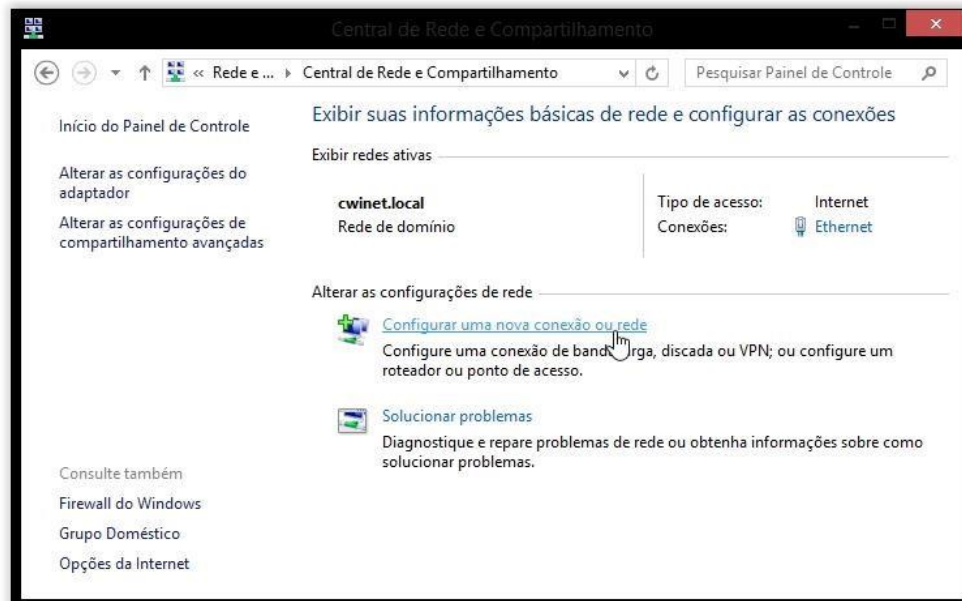 Central de Rede e Compartilhamento
« Rede e ... Central de Rede e Compartilhamento
Pesquisar Painel de Controle
Início do Painel de Controle
Alterar as configurações do
adaptador
Alterar as configurações de
compartilhamento avançadas
Exibir suas informações básicas de rede e configurar as conexões
Exibir redes ativas
cwinet.local
Rede de domínio
Tipo de acesso: Internet
Conexões: Ethernet
Alterar as configurações de rede
Configurar uma nova conexão ou rede
Configure uma conexão de banda larga, discada ou VPN; ou configure um
roteador ou ponto de acesso.
Solucionar problemas
Diagnostique e repare problemas de rede ou obtenha informações sobre como
solucionar problemas.
Consulte também
Firewall do Windows
Grupo Doméstico
Opções da Internet